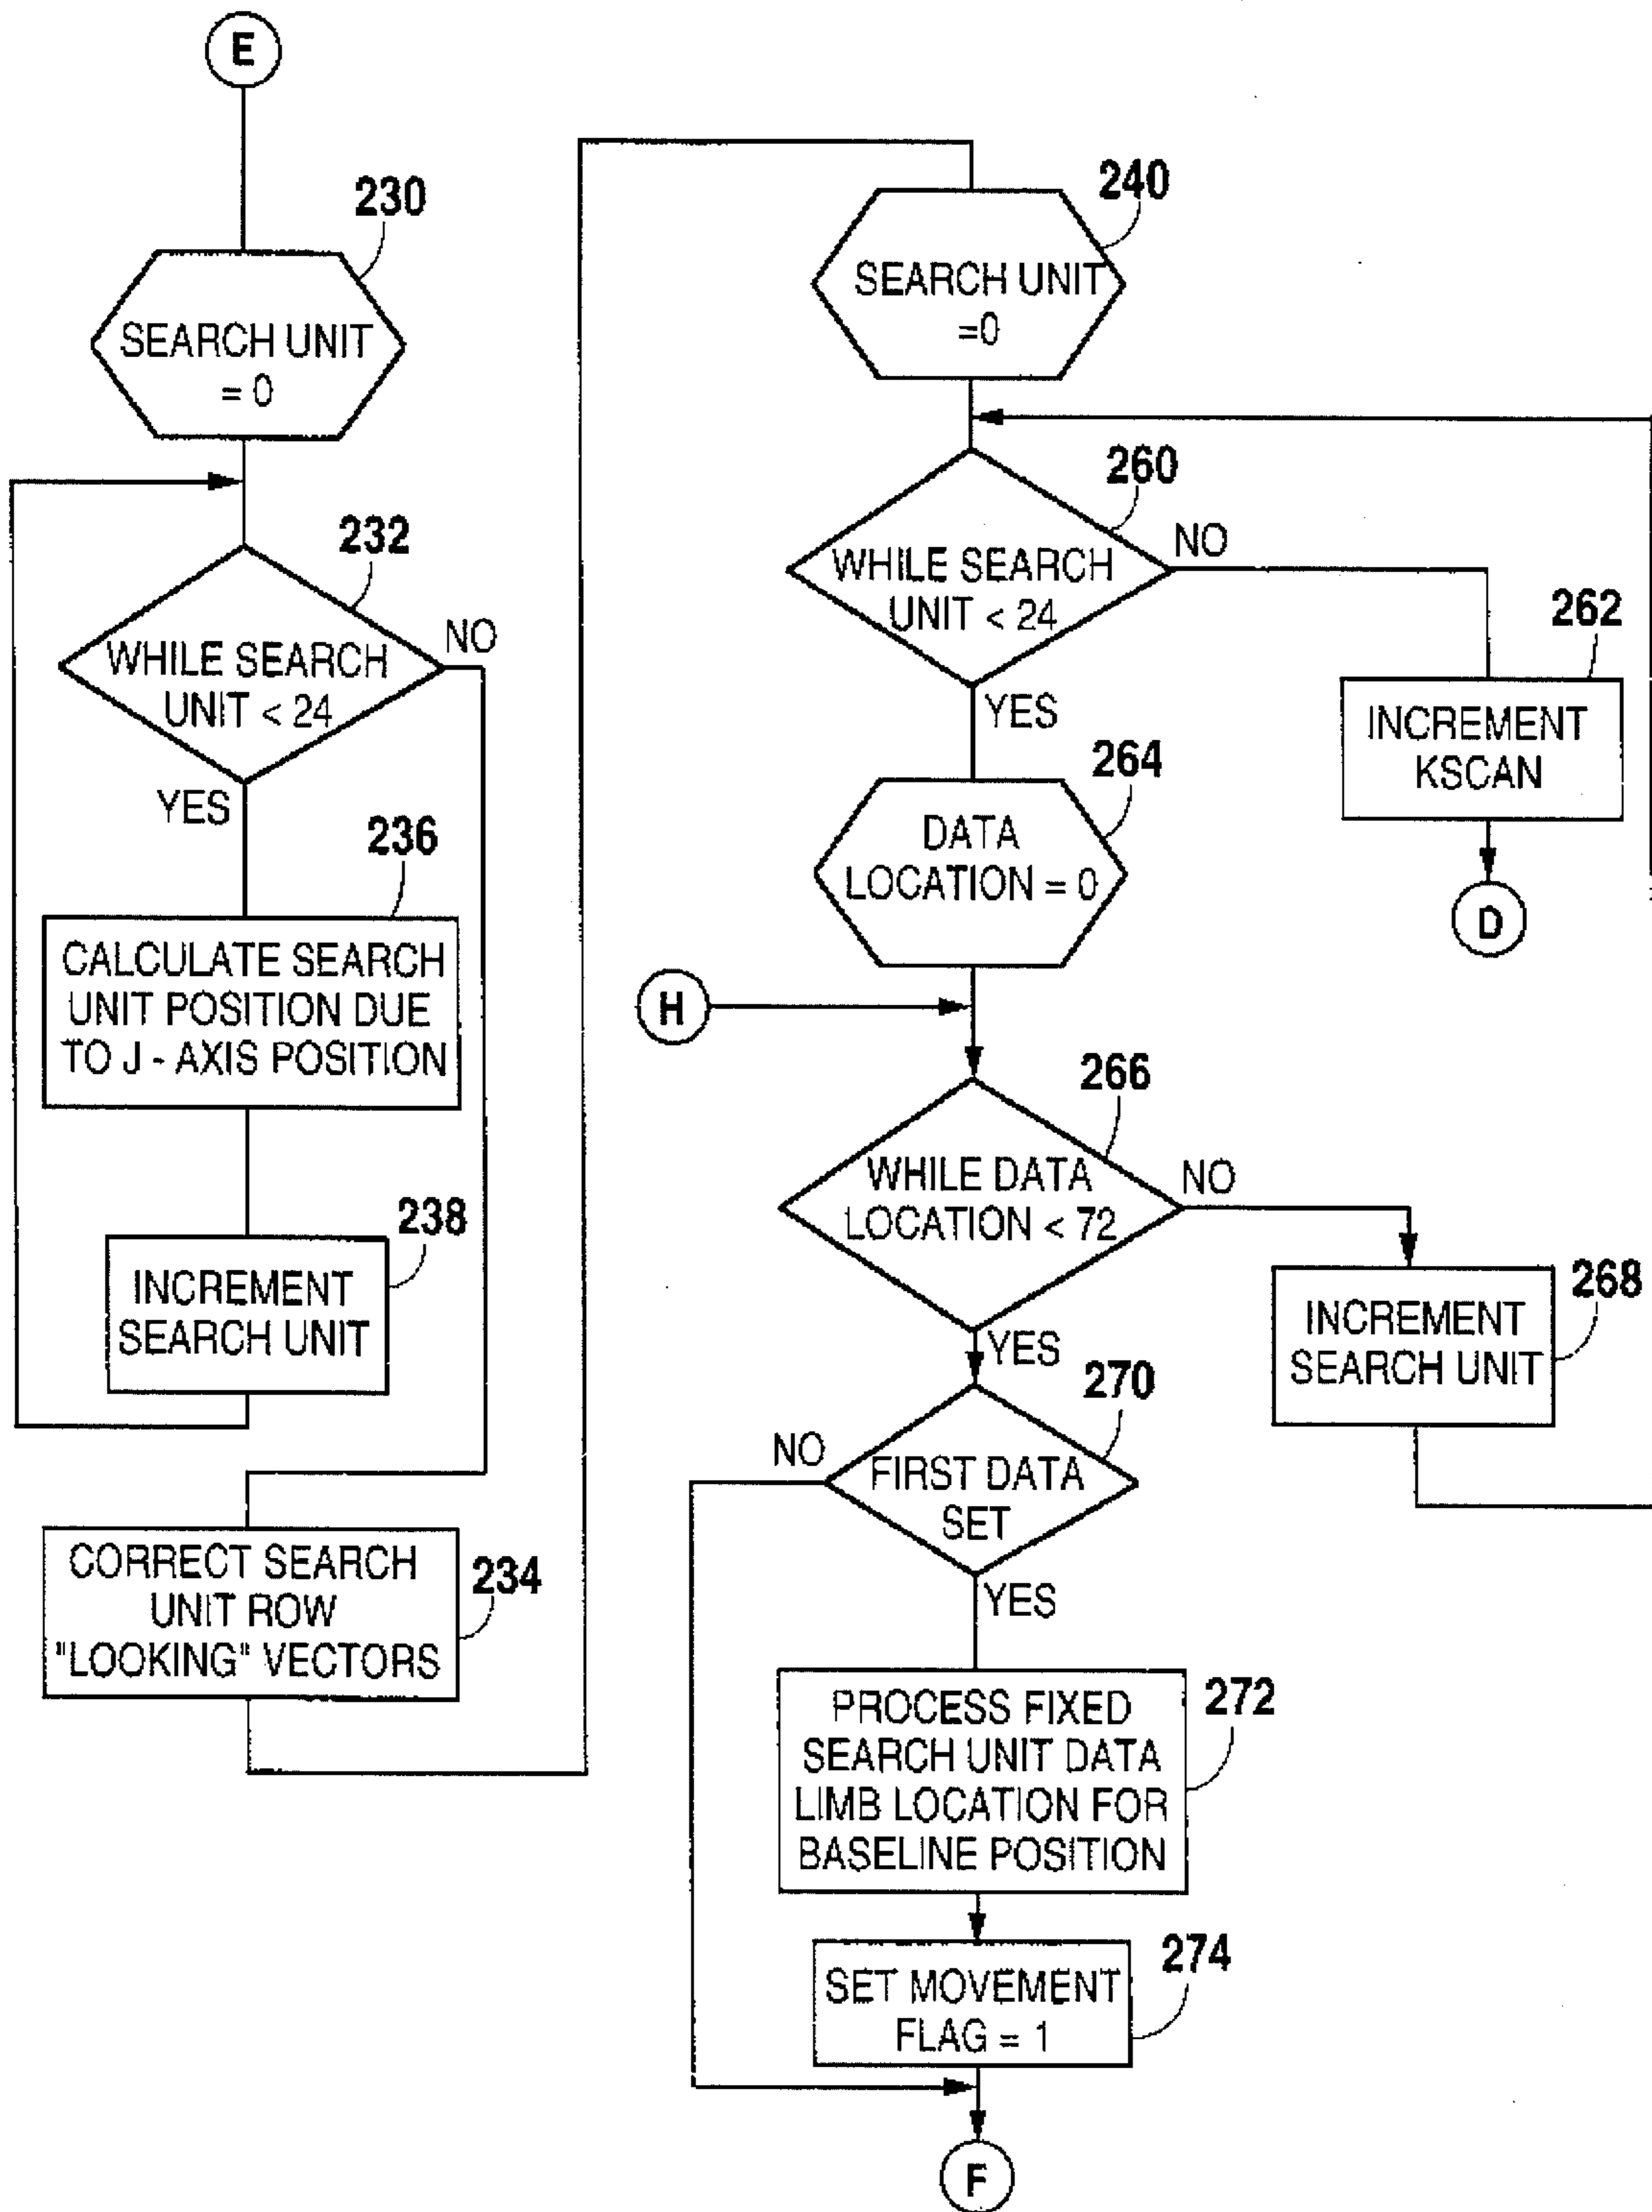 E
230
SEARCH UNIT
= 0
232
WHILE SEARCH
UNIT < 24
NO
YES
236
CALCULATE SEARCH
UNIT POSITION DUE
TO J - AXIS POSITION
238
INCREMENT
SEARCH UNIT
CORRECT SEARCH
UNIT ROW
"LOOKING" VECTORS
234
240
SEARCH UNIT
=0
260
WHILE SEARCH
UNIT < 24
NO
YES
262
INCREMENT
KSCAN
D
264
DATA
LOCATION = 0
H
266
WHILE DATA
LOCATION < 72
NO
YES
268
INCREMENT
SEARCH UNIT
270
NO
FIRST DATA
SET
YES
272
PROCESS FIXED
SEARCH UNIT DATA
LIMB LOCATION FOR
BASELINE POSITION
274
SET MOVEMENT
FLAG = 1
F